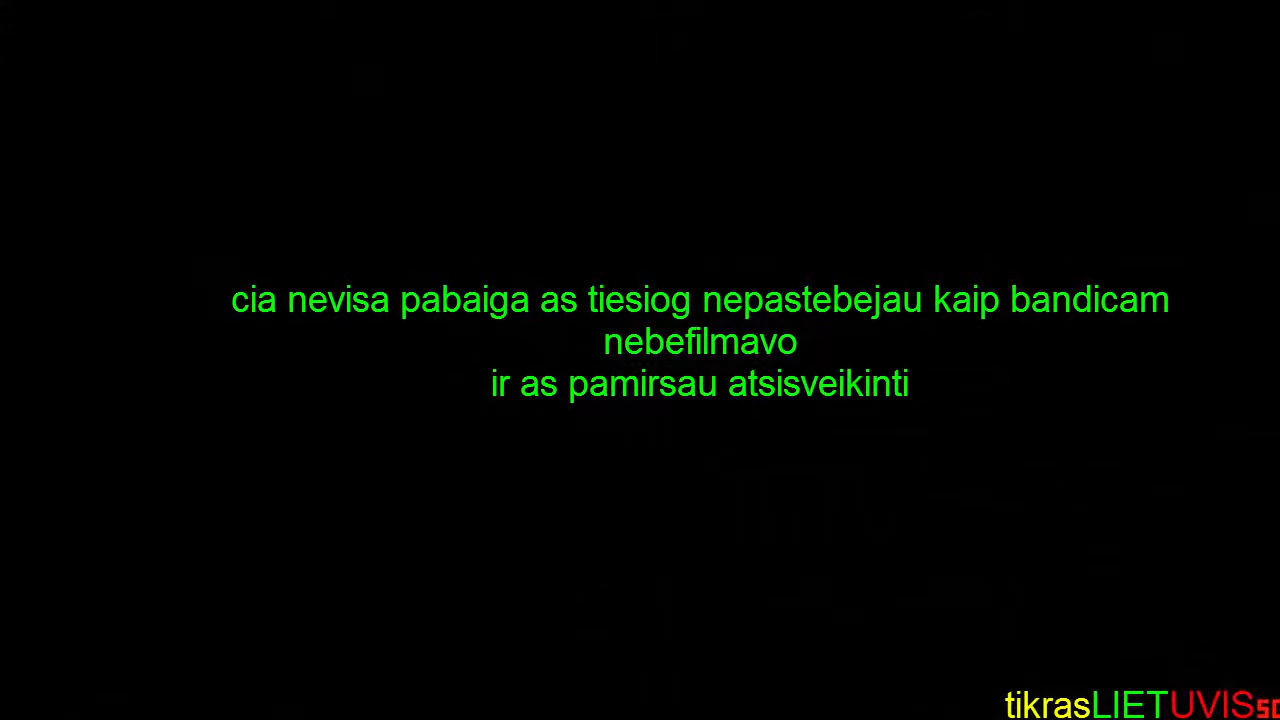 cia nevisa pabaiga as tiesiog nepastebejau kaip bandicam
nebefilmavo
ir as pamirsau atsisveikinti
tikrasLIETUVIS